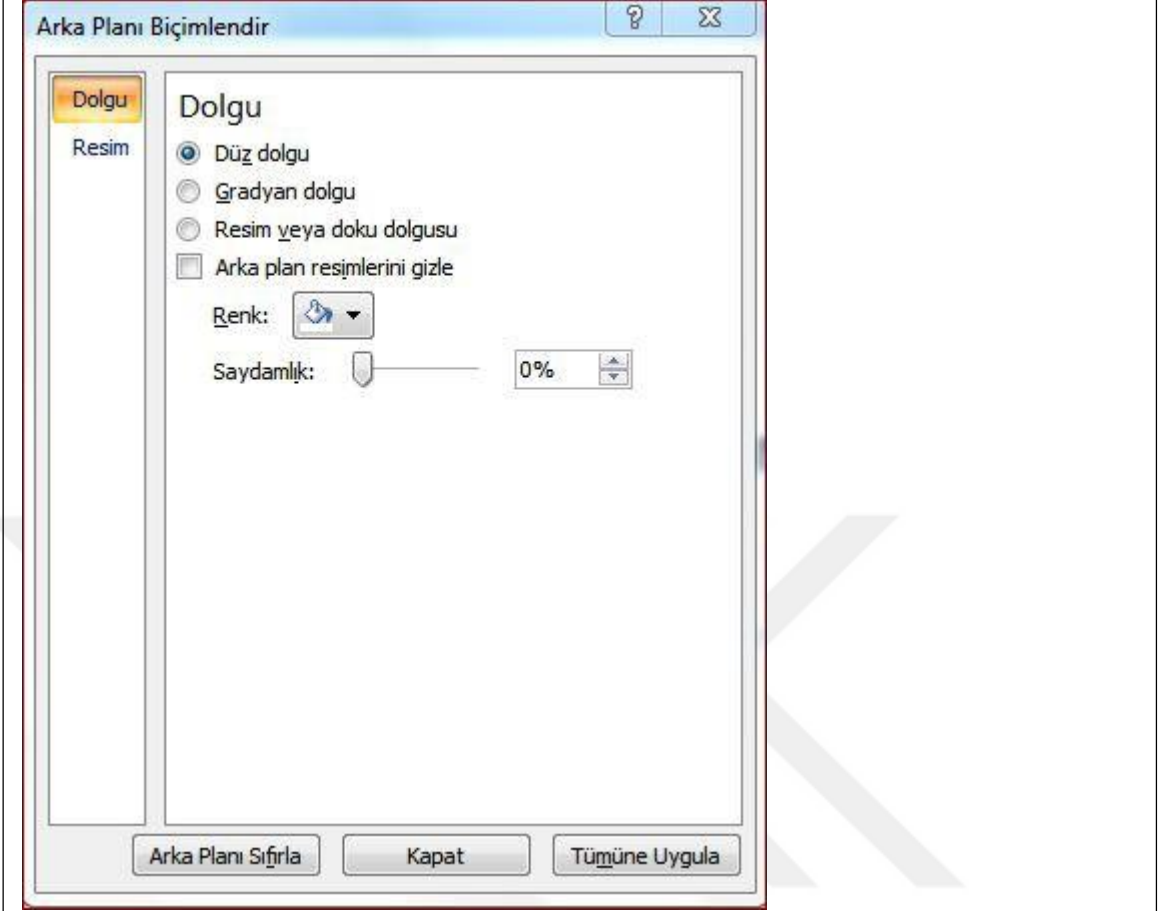 Arka Planı Biçimlendir
Dolgu
Resim
Dolgu
Düz dolgu
Gradyan dolgu
Resim veya doku dolgusu
Arka plan resimlerini gizle
Renk:
Saydamlık: 0%
Arka Planı Sıfırla Kapat Tümüne Uygula